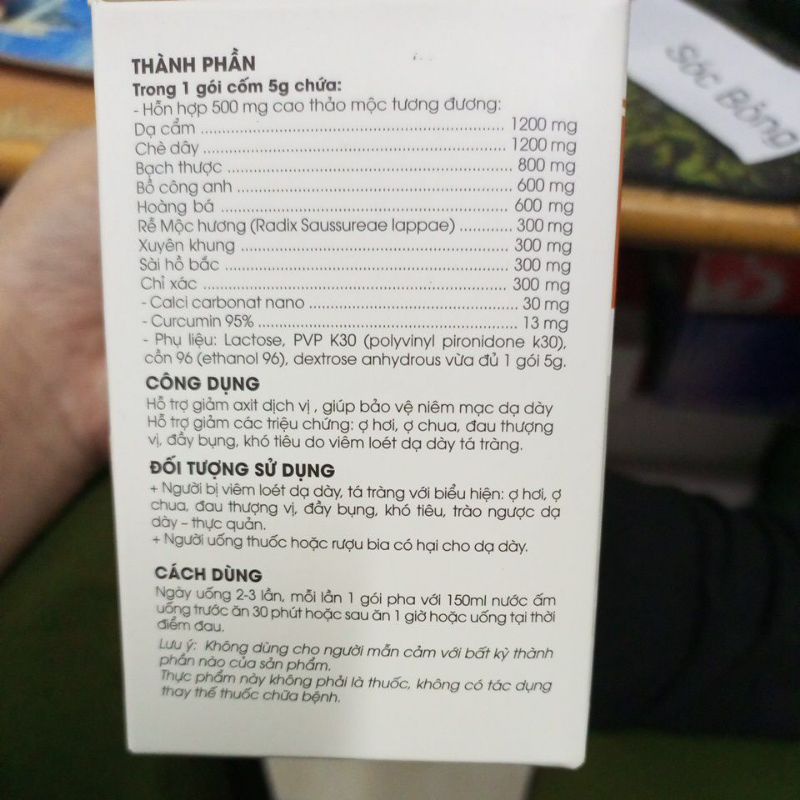 THÀNH PHẦN
Trong 1 gói cốm 5g chứa:
- Hỗn hợp 500 mg cao thảo mộc tương đương:
Dạ cẩm ........ 1200 mg
Chè dây ........ 1200 mg
Bạch thược ........ 800 mg
Bồ công anh ........ 600 mg
Hoàng bá ........ 600 mg
Rễ Mộc hương (Radix Saussureae lappae) ........ 300 mg
Xuyên khung ........ 300 mg
Sài hồ bắc ........ 300 mg
Chỉ xác ........ 300 mg
- Calci carbonat nano ........ 30 mg
- Curcumin 95% ........ 13 mg
- Phụ liệu: Lactose, PVP K30 (polyvinyl pironidone k30),
cồn 96 (ethanol 96), dextrose anhydrous vừa đủ 1 gói 5g.
CÔNG DỤNG
Hỗ trợ giảm axit dịch vị , giúp bảo vệ niêm mạc dạ dày
Hỗ trợ giảm các triệu chứng: ợ hơi, ợ chua, đau thượng
vị, đầy bụng, khó tiêu do viêm loét dạ dày tá tràng.
ĐỐI TƯỢNG SỬ DỤNG
+ Người bị viêm loét dạ dày, tá tràng với biểu hiện: ợ hơi, ợ
chua, đau thượng vị, đầy bụng, khó tiêu, trào ngược dạ
dày – thực quản.
+ Người uống thuốc hoặc rượu bia có hại cho dạ dày.
CÁCH DÙNG
Ngày uống 2-3 lần, mỗi lần 1 gói pha với 150ml nước ấm
uống trước ăn 30 phút hoặc sau ăn 1 giờ hoặc uống tại thời
điểm đau.
Lưu ý: Không dùng cho người mẫn cảm với bất kỳ thành
phần nào của sản phẩm.
Thực phẩm này không phải là thuốc, không có tác dụng
thay thế thuốc chữa bệnh.
Sóc Bông